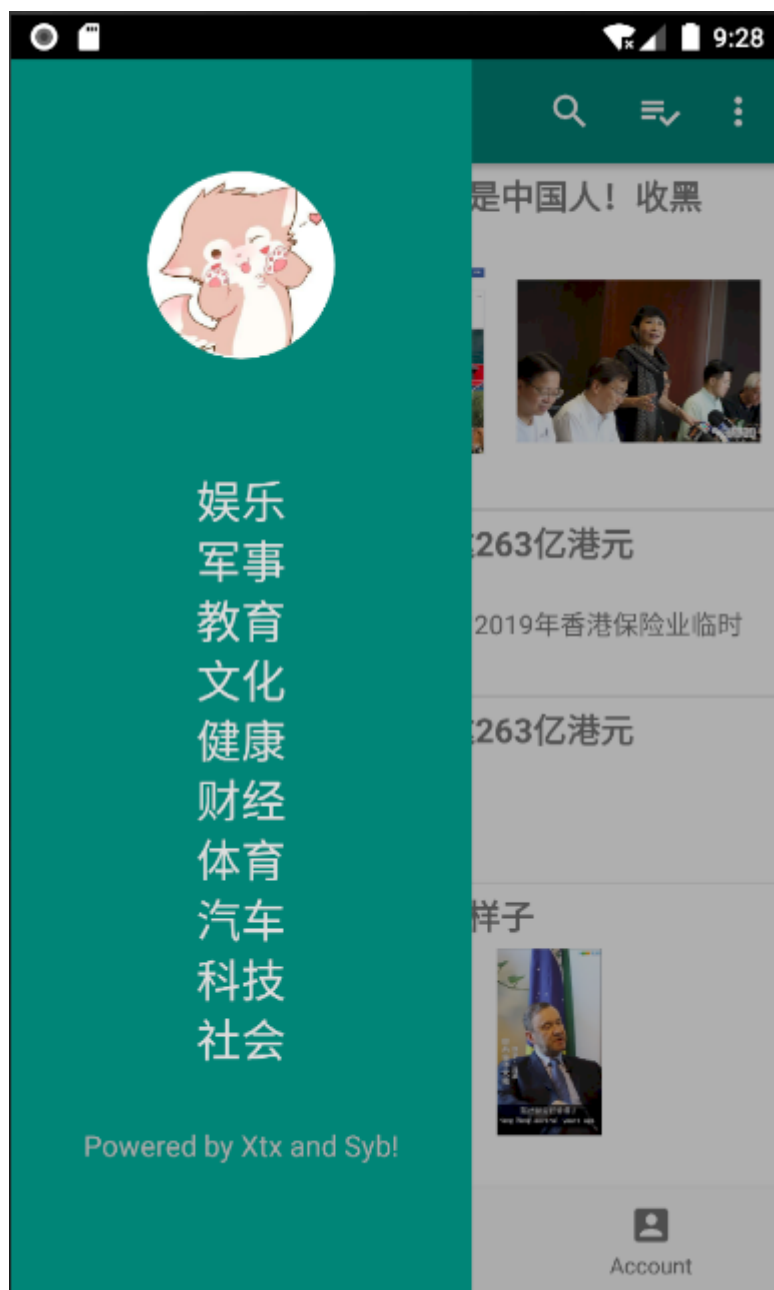 9:28
是中国人！收黑
娱乐
军事
教育
文化
健康
财经
体育
汽车
科技
社会
Powered by Xtx and Syb!
263亿港元
2019年香港保险业临时
263亿港元
样子
Account